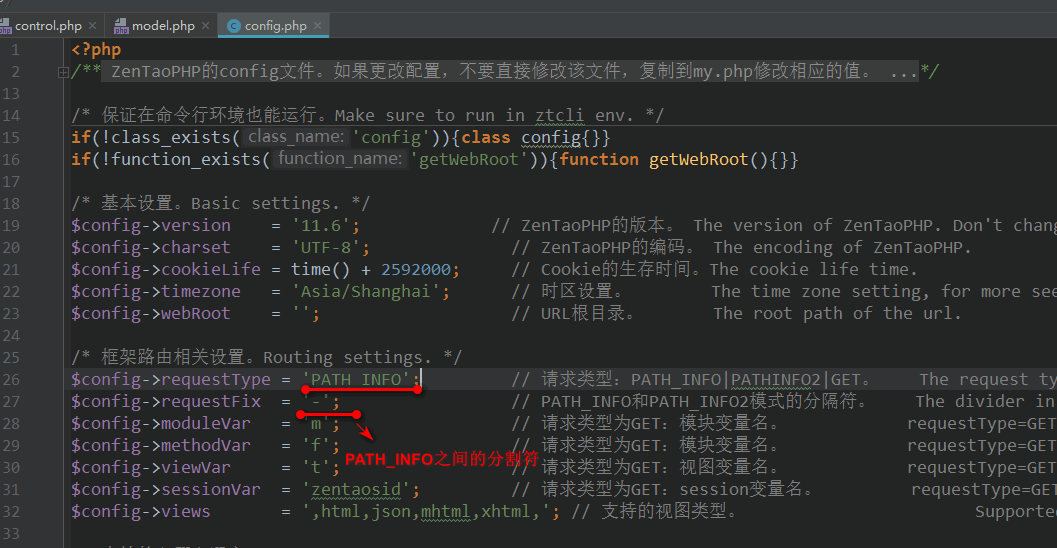 control.php
model.php
config.php
1 <?php
2 /** ZenTaoPHP的config文件。如果更改配置，不要直接修改该文件，复制到my.php修改相应的值。 ...*/
13
14 /* 保证在命令行环境也能运行。Make sure to run in ztcli env. */
15 if(!class_exists( class_name: 'config')){class config{}}
16 if(!function_exists( function_name: 'getWebRoot')){function getWebRoot(){}}
17
18 /* 基本设置。Basic settings. */
19 $config->version = '11.6'; // ZenTaoPHP的版本。 The version of ZenTaoPHP. Don't chang
20 $config->charset = 'UTF-8'; // ZenTaoPHP的编码。 The encoding of ZenTaoPHP.
21 $config->cookieLife = time() + 2592000; // Cookie的生存时间。The cookie life time.
22 $config->timezone = 'Asia/Shanghai'; // 时区设置。 The time zone setting, for more see
23 $config->webRoot = ''; // URL根目录。 The root path of the url.
24
25 /* 框架路由相关设置。Routing settings. */
26 $config->requestType = 'PATH_INFO'; // 请求类型：PATH_INFO|PATHINFO2|GET。 The request ty
27 $config->requestFix = '-'; // PATH_INFO和PATH_INFO2模式的分隔符。 The divider in
28 $config->moduleVar = 'm'; // 请求类型为GET：模块变量名。 requestType=GET
29 $config->methodVar = 'f'; // 请求类型为GET：模块变量名。 requestType=GET
PATH_INFO之间的分割符
30 $config->viewVar = 't'; // 请求类型为GET：视图变量名。 requestType=GET
31 $config->sessionVar = 'zentaosid'; // 请求类型为GET：session变量名。 requestType=GET
32 $config->views = ',html,json,mhtml,xhtml,'; // 支持的视图类型。 Supported
33